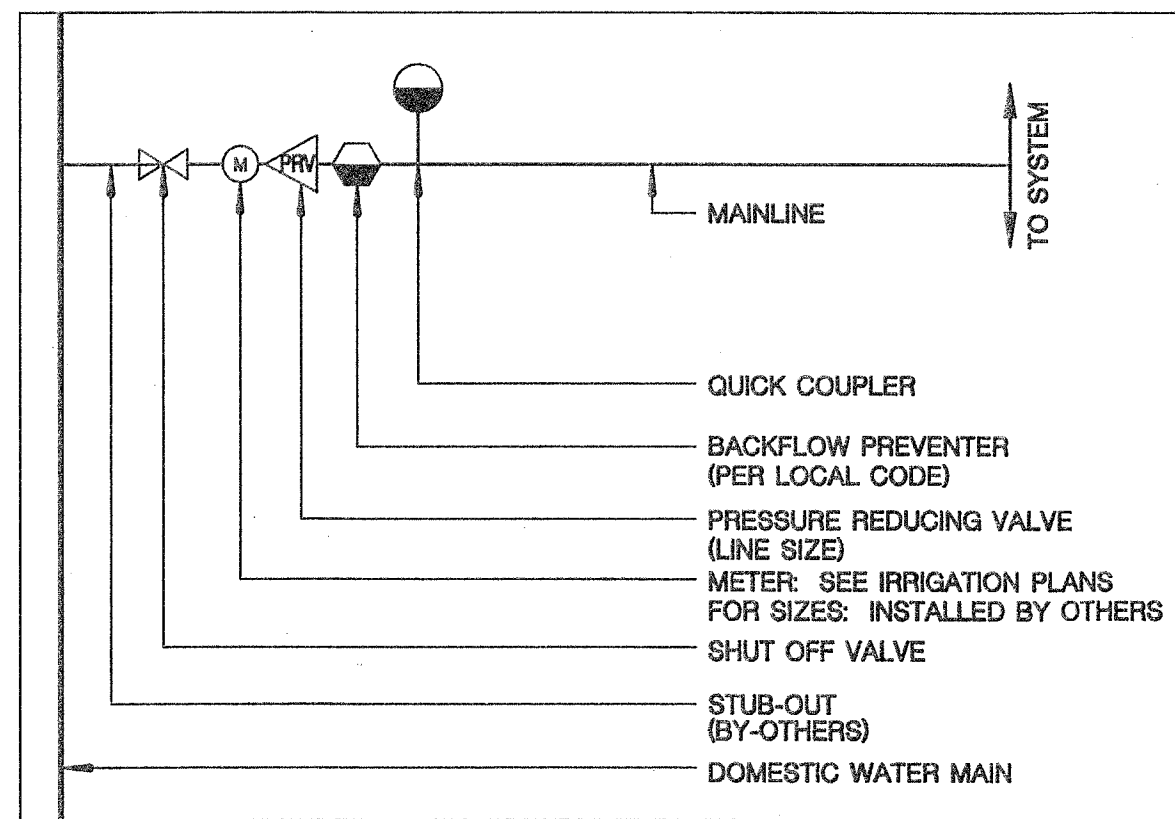 M
PRV
TO SYSTEM
MAINLINE
QUICK COUPLER
BACKFLOW PREVENTER
(PER LOCAL CODE)
PRESSURE REDUCING VALVE
(LINE SIZE)
METER: SEE IRRIGATION PLANS
FOR SIZES: INSTALLED BY OTHERS
SHUT OFF VALVE
STUB-OUT
(BY-OTHERS)
DOMESTIC WATER MAIN